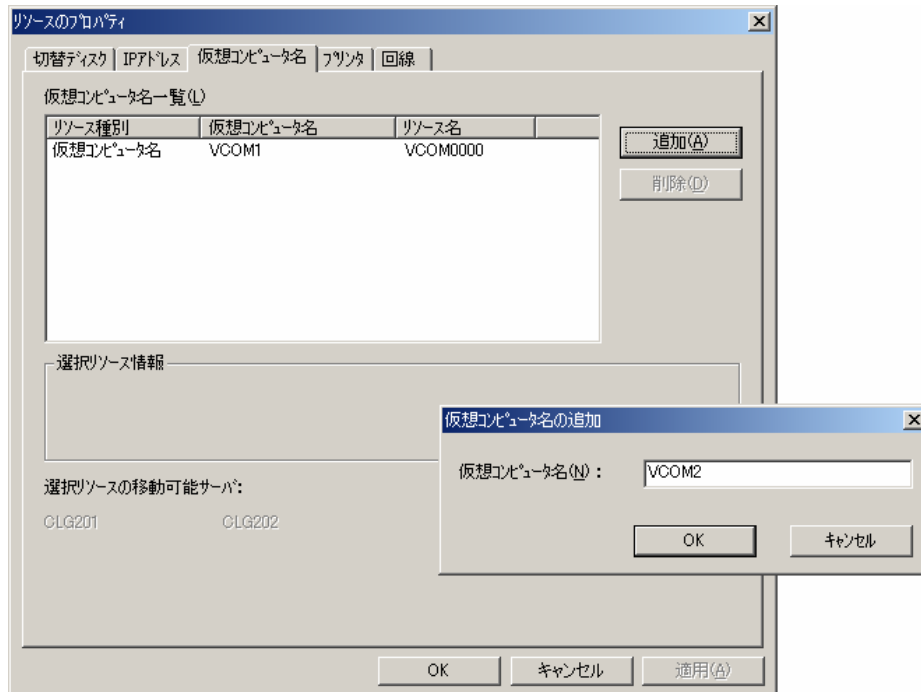 リソースのプロパティ
切替ディスク IPアドレス 仮想コンピュータ名 プリンタ 回線
仮想コンピュータ名一覧(L)
リソース種別 仮想コンピュータ名 リソース名
仮想コンピュータ名 VCOM1 VCOM0000
追加(A)
削除(D)
選択リソース情報
選択リソースの移動可能サーバ:
CLG201 CLG202
仮想コンピュータ名の追加
仮想コンピュータ名(N): VCOM2
OK キャンセル
OK キャンセル 適用(A)